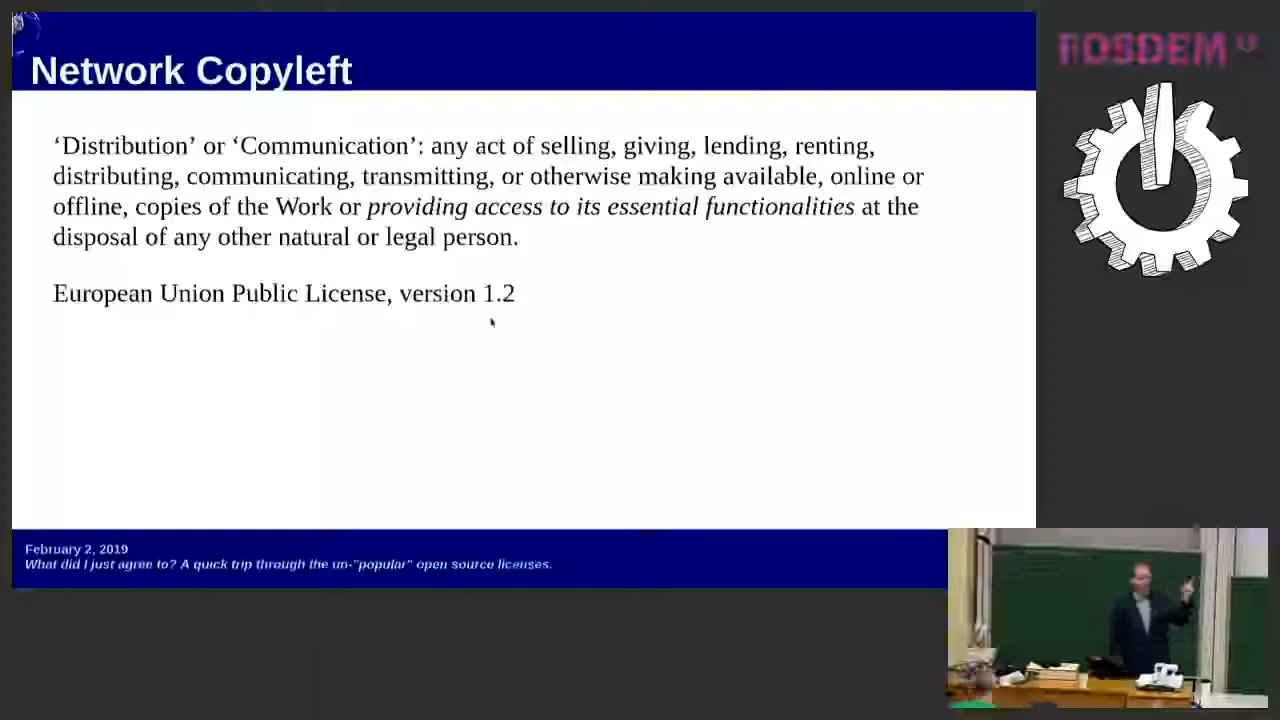 Network Copyleft
‘Distribution’ or ‘Communication’: any act of selling, giving, lending, renting,
distributing, communicating, transmitting, or otherwise making available, online or
offline, copies of the Work or providing access to its essential functionalities at the
disposal of any other natural or legal person.
European Union Public License, version 1.2
February 2, 2019
What did I just agree to? A quick trip through the un-"popular" open source licenses.
FOSDEM